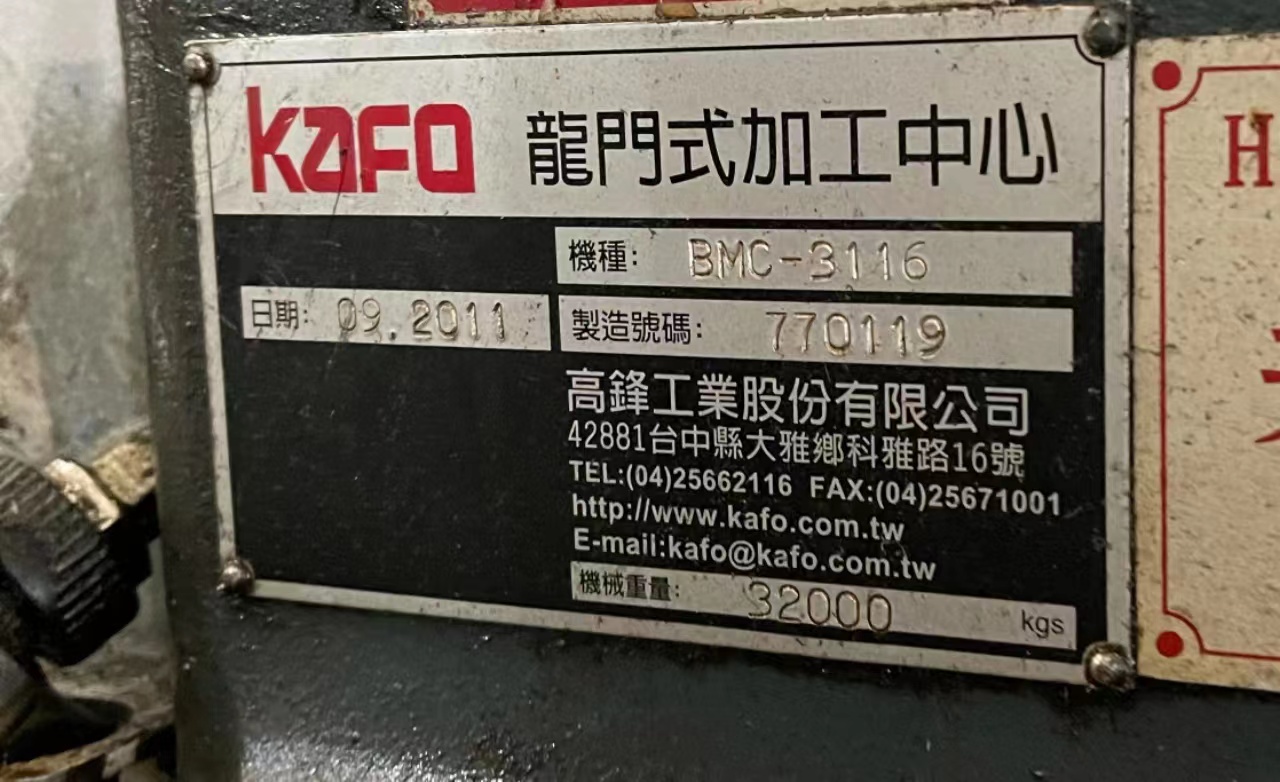 KAFO 龍門式加工中心
機種: BMC-3116
日期: 09.2011
製造號碼: 770119
高鋒工業股份有限公司
42881台中縣大雅鄉科雅路16號
TEL:(04)25662116 FAX:(04)25671001
http://www.kafo.com.tw
E-mail:kafo@kafo.com.tw
機械重量: 32000 kgs
H